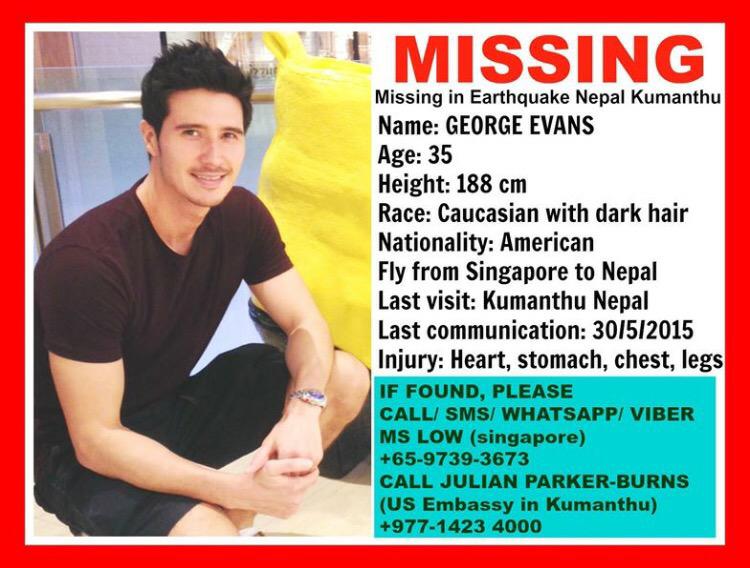 MISSING
Missing in Earthquake Nepal Kumanthu
Name: GEORGE EVANS
Age: 35
Height: 188 cm
Race: Caucasian with dark hair
Nationality: American
Fly from Singapore to Nepal
Last visit: Kumanthu Nepal
Last communication: 30/5/2015
Injury: Heart, stomach, chest, legs
IF FOUND, PLEASE
CALL/ SMS/ WHATSAPP/ VIBER
MS LOW (singapore)
+65-9739-3673
CALL JULIAN PARKER-BURNS
(US Embassy in Kumanthu)
+977-1423 4000